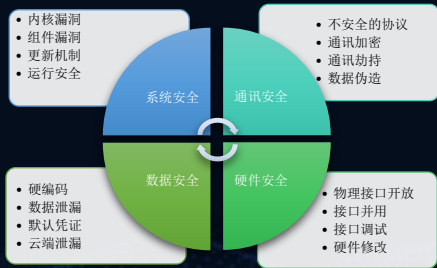 内核漏洞
组件漏洞
更新机制
运行安全
系统安全
不安全的协议
通讯加密
通讯劫持
数据伪造
通讯安全
硬编码
数据泄漏
默认凭证
云端泄漏
数据安全
物理接口开放
接口并用
接口调试
硬件修改
硬件安全